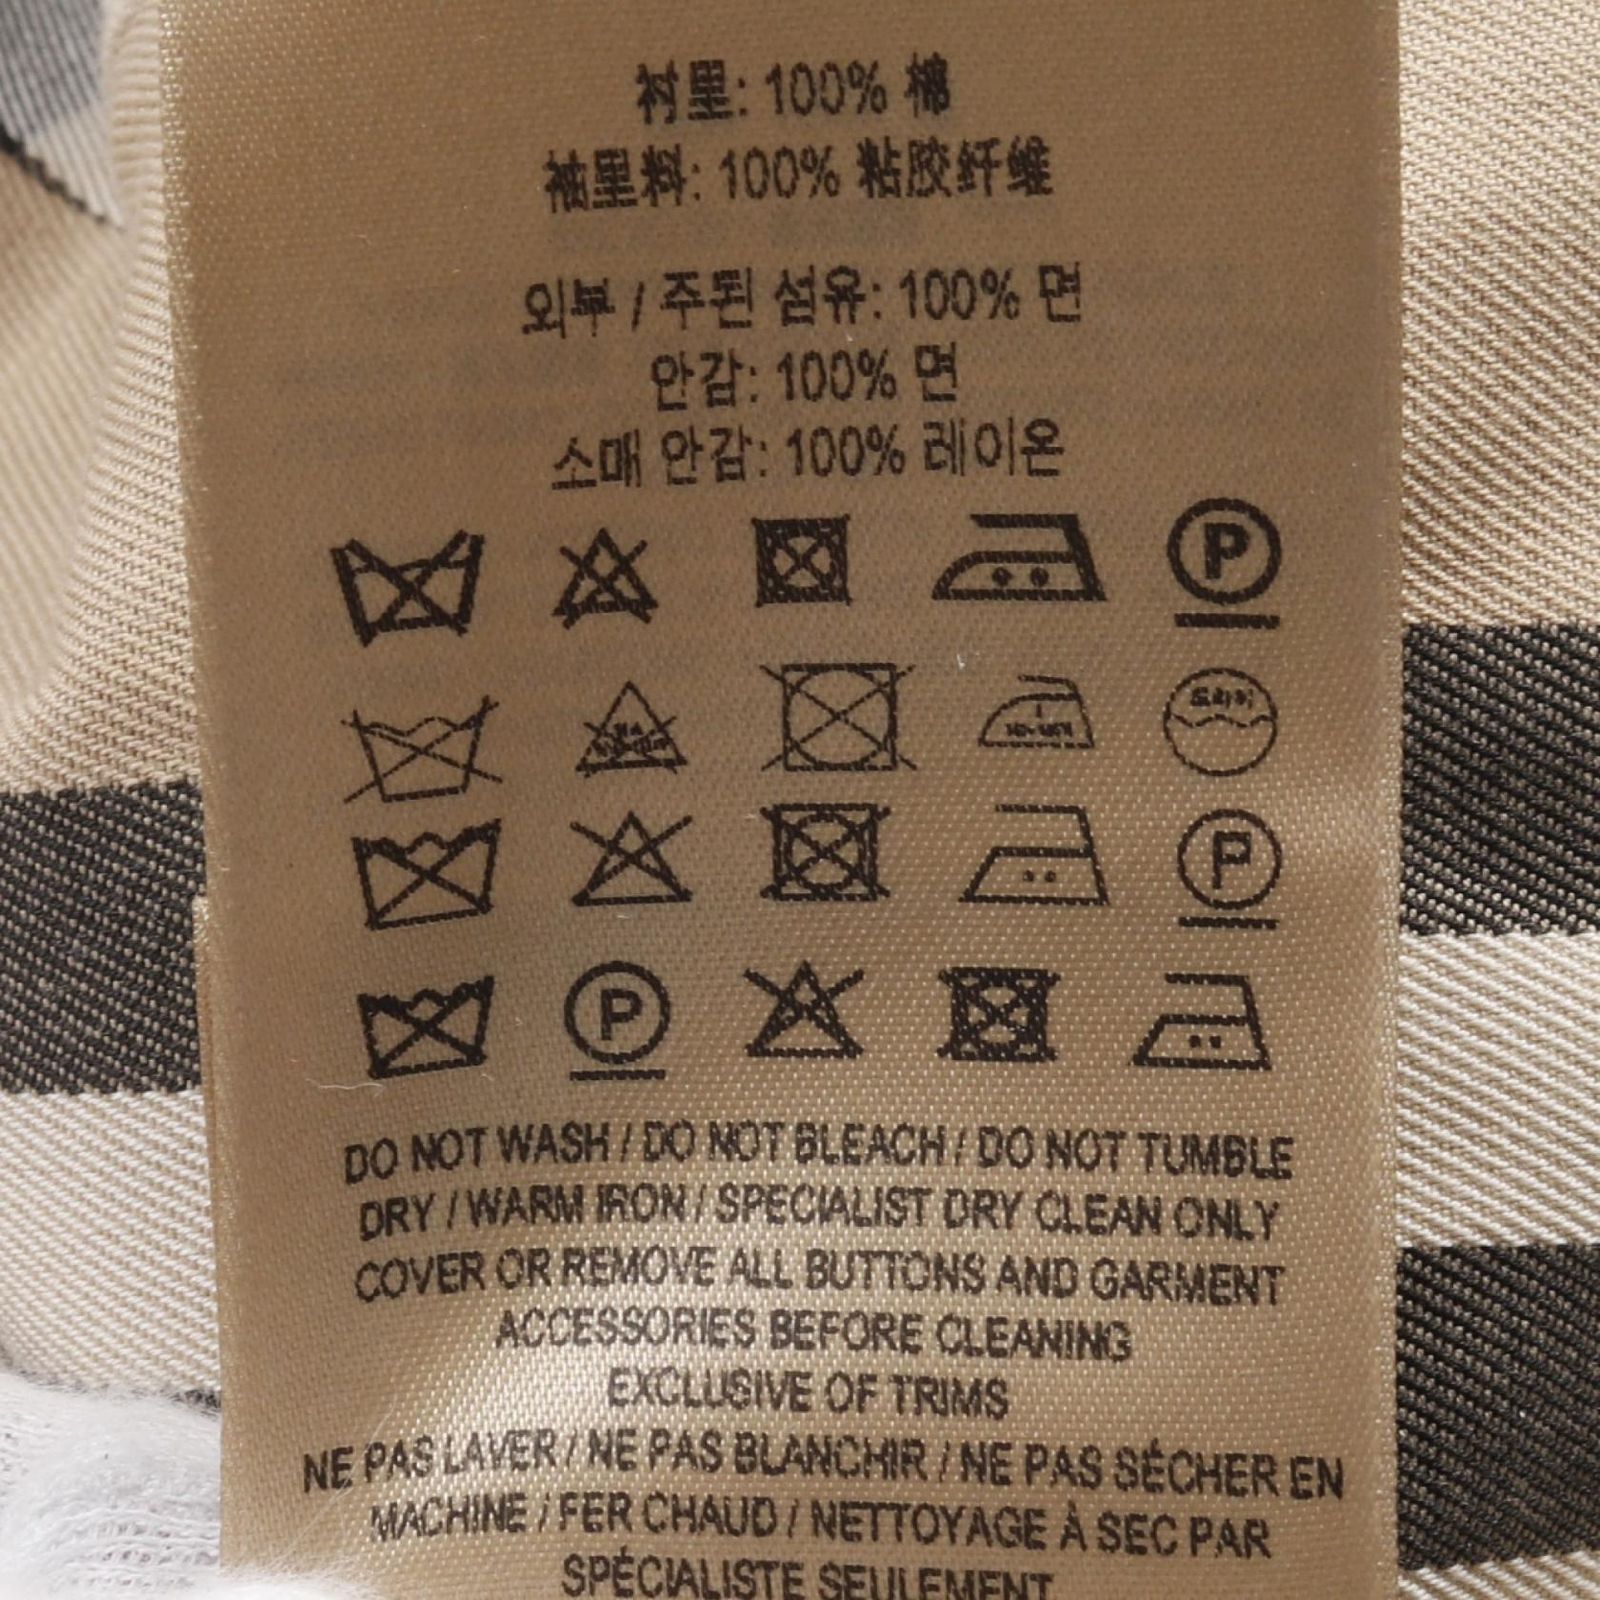 衬里: 100% 棉
袖里料: 100% 粘胶纤维
외부 / 주된 섬유: 100% 면
안감: 100% 면
소매 안감: 100% 레이온
P
드라이
P
P
DO NOT WASH / DO NOT BLEACH / DO NOT TUMBLE
DRY / WARM IRON / SPECIALIST DRY CLEAN ONLY
COVER OR REMOVE ALL BUTTONS AND GARMENT
ACCESSORIES BEFORE CLEANING
EXCLUSIVE OF TRIMS
NE PAS LAVER / NE PAS BLANCHIR / NE PAS SÉCHER EN
MACHINE / FER CHAUD / NETTOYAGE À SEC PAR
SPÉCIALISTE SEULEMENT